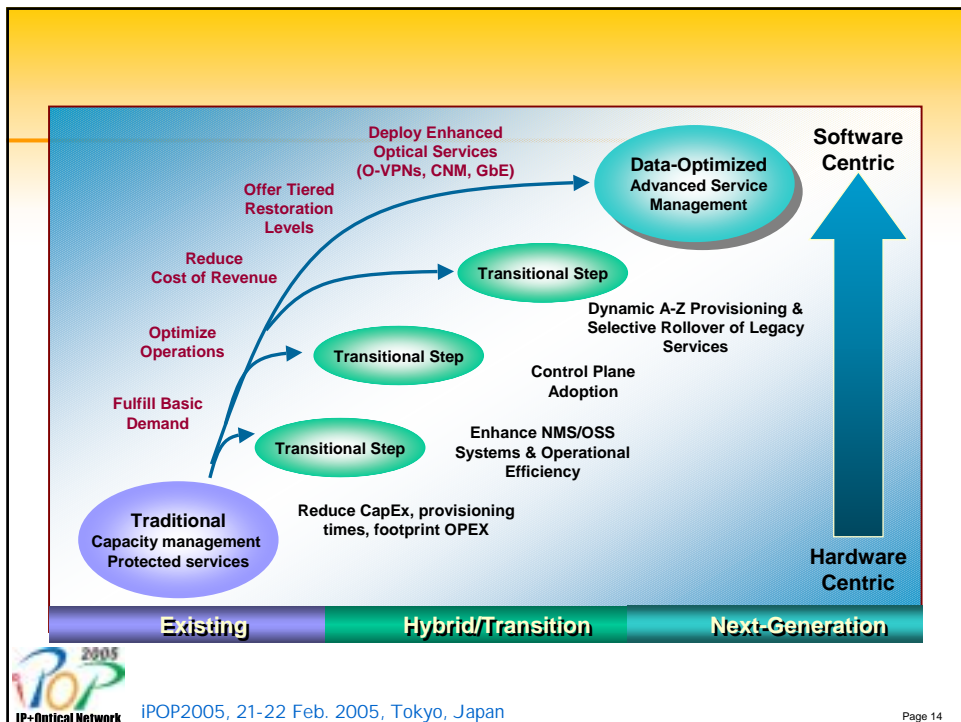 Deploy Enhanced
Optical Services
(O-VPNs, CNM, GbE)
Software
Centric
Data-Optimized
Advanced Service
Management
Offer Tiered
Restoration
Levels
Reduce
Cost of Revenue
Transitional Step
Dynamic A-Z Provisioning &
Selective Rollover of Legacy
Services
Optimize
Operations
Transitional Step
Control Plane
Adoption
Fulfill Basic
Demand
Transitional Step
Enhance NMS/OSS
Systems & Operational
Efficiency
Reduce CapEx, provisioning
times, footprint OPEX
Traditional
Capacity management
Protected services
Hardware
Centric
Existing
Hybrid/Transition
Next-Generation
2005
iPOP
IP+Optical Network
iPOP2005, 21-22 Feb. 2005, Tokyo, Japan
Page 14